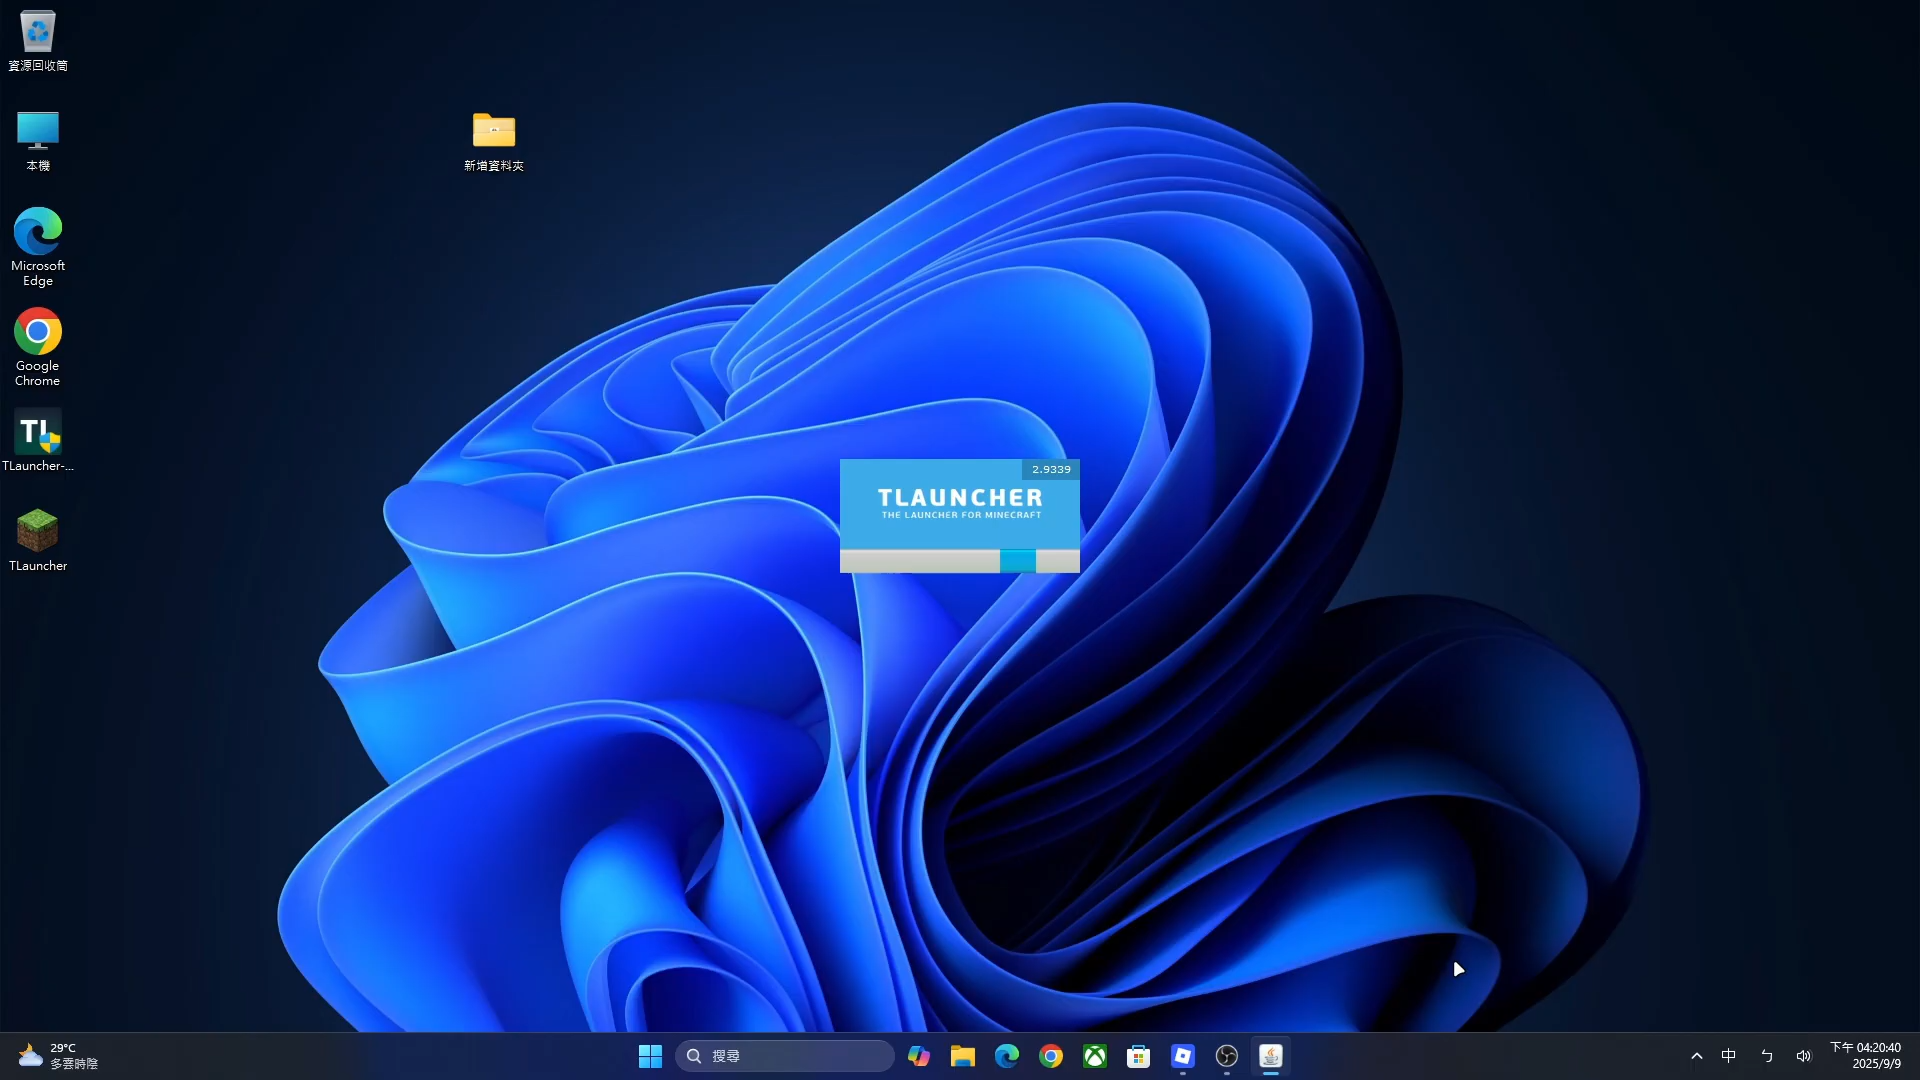 資源回收筒
本機
Microsoft
Edge
Google
Chrome
TL
TLauncher-...
TLauncher
新增資料夾
2.9339
TLAUNCHER
THE LAUNCHER FOR MINECRAFT
29°C
多雲時陰
搜尋
中
ㄣ
下午 04:20:40
2025/9/9